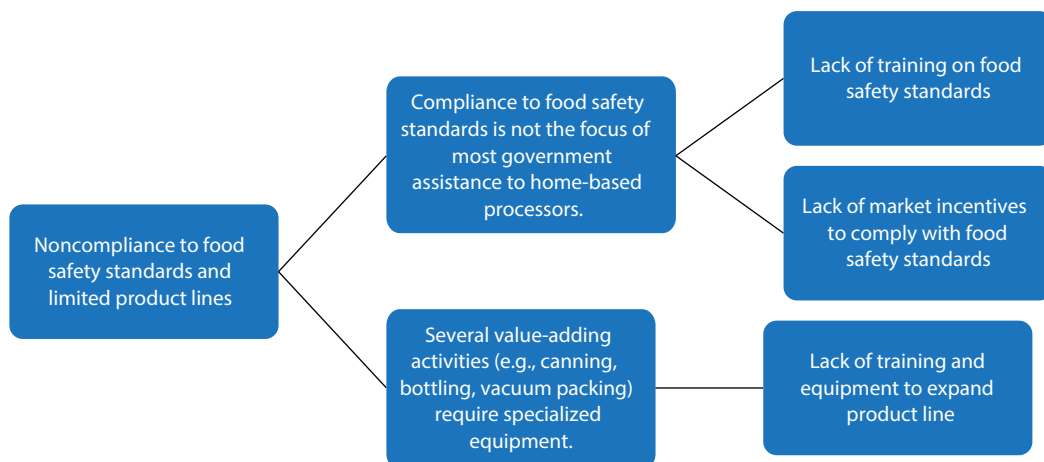 Noncompliance to food
safety standards and
limited product lines
Compliance to food safety
standards is not the focus of
most government
assistance to home-based
processors.
Several value-adding
activities (e.g., canning,
bottling, vacuum packing)
require specialized
equipment.
Lack of training on food
safety standards
Lack of market incentives
to comply with food
safety standards
Lack of training and
equipment to expand
product line